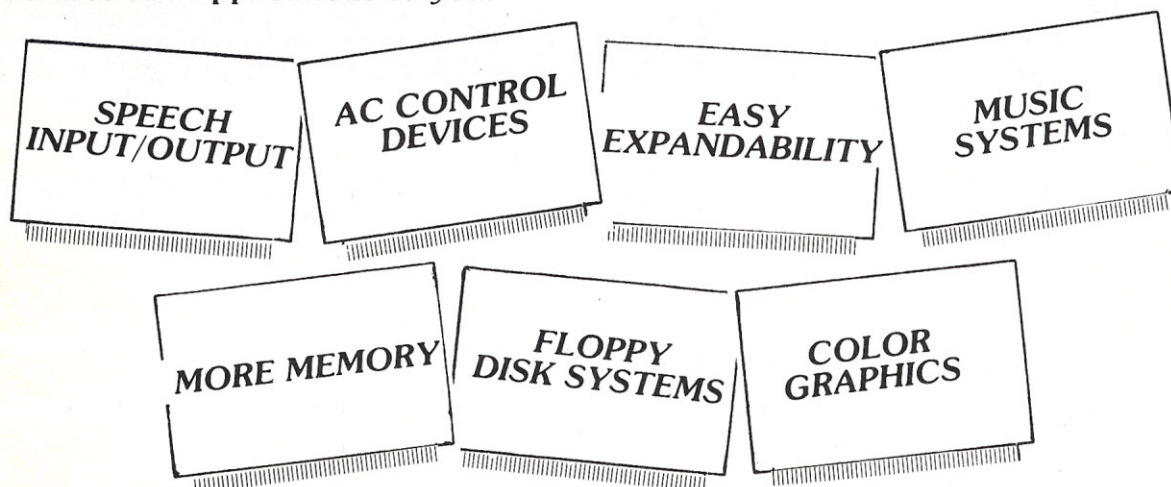 SPEECH
INPUT/OUTPUT
AC CONTROL
DEVICES
EASY
EXPANDABILITY
MUSIC
SYSTEMS
MORE MEMORY
FLOPPY
DISK SYSTEMS
COLOR
GRAPHICS